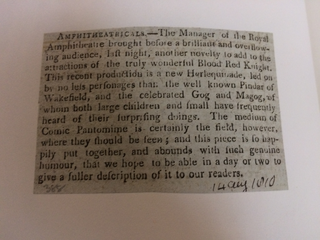 AMPHITHEATRICALS.—The Manager of the Royal
Amphitheatre brought before a brilliant and overflow-
ing audience, last night, another novelty to add to the
attractions of the truly wonderful Blood Red Knight.
This recent production is a new Harlequinade, led on
by no less personages than the well known Pindar of
Wakefield, and the celebrated Gog and Magog, of
whom both large children and small have frequently
heard of their surprising doings. The medium of
Comic Pantomime is certainly the field, however,
where they should be seen; and this piece is so hap-
pily put together, and abounds with such genuine
humour, that we hope to be able in a day or two to
give a fuller description of it to our readers.
14 Aug 1810